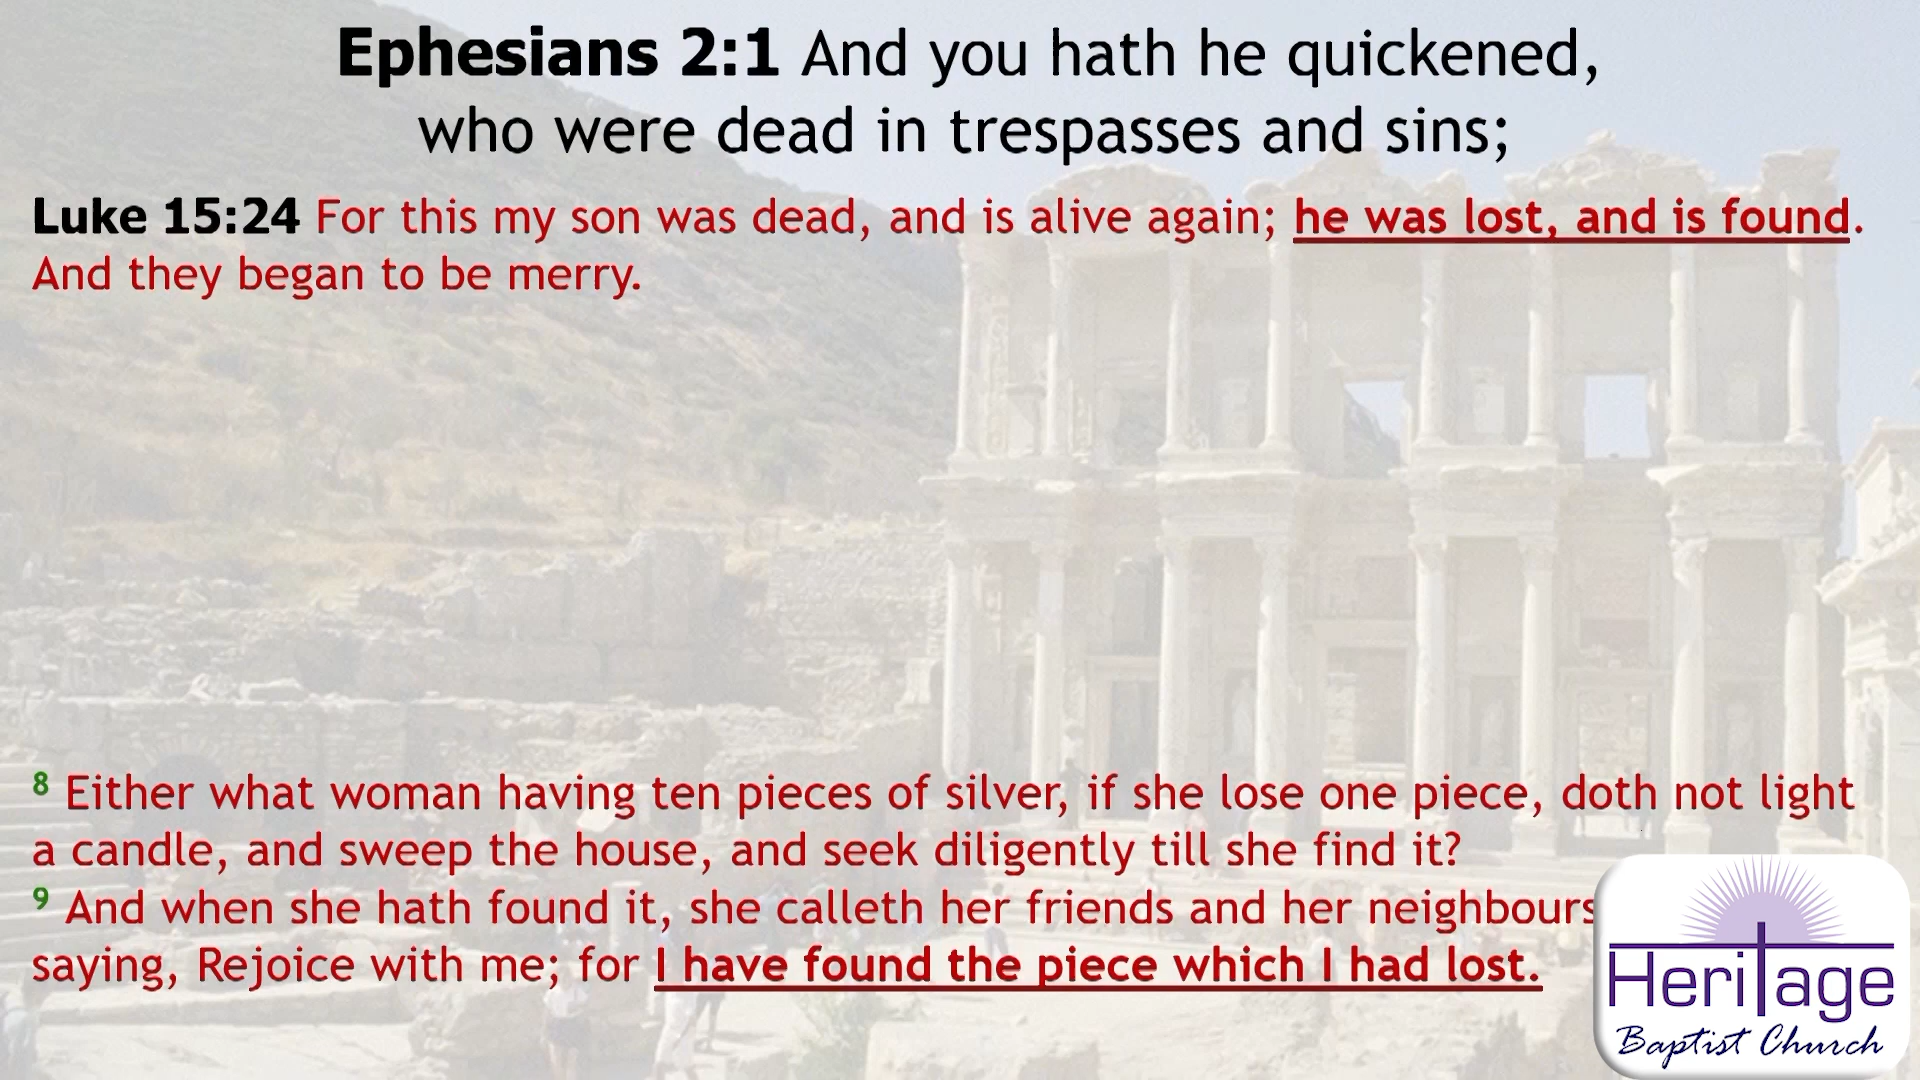 Ephesians 2:1 And you hath he quickened,
who were dead in trespasses and sins;
Luke 15:24 For this my son was dead, and is alive again; he was lost, and is found.
And they began to be merry.
8 Either what woman having ten pieces of silver, if she lose one piece, doth not light
a candle, and sweep the house, and seek diligently till she find it?
9 And when she hath found it, she calleth her friends and her neighbours
saying, Rejoice with me; for I have found the piece which I had lost.
Heritage
Baptist Church